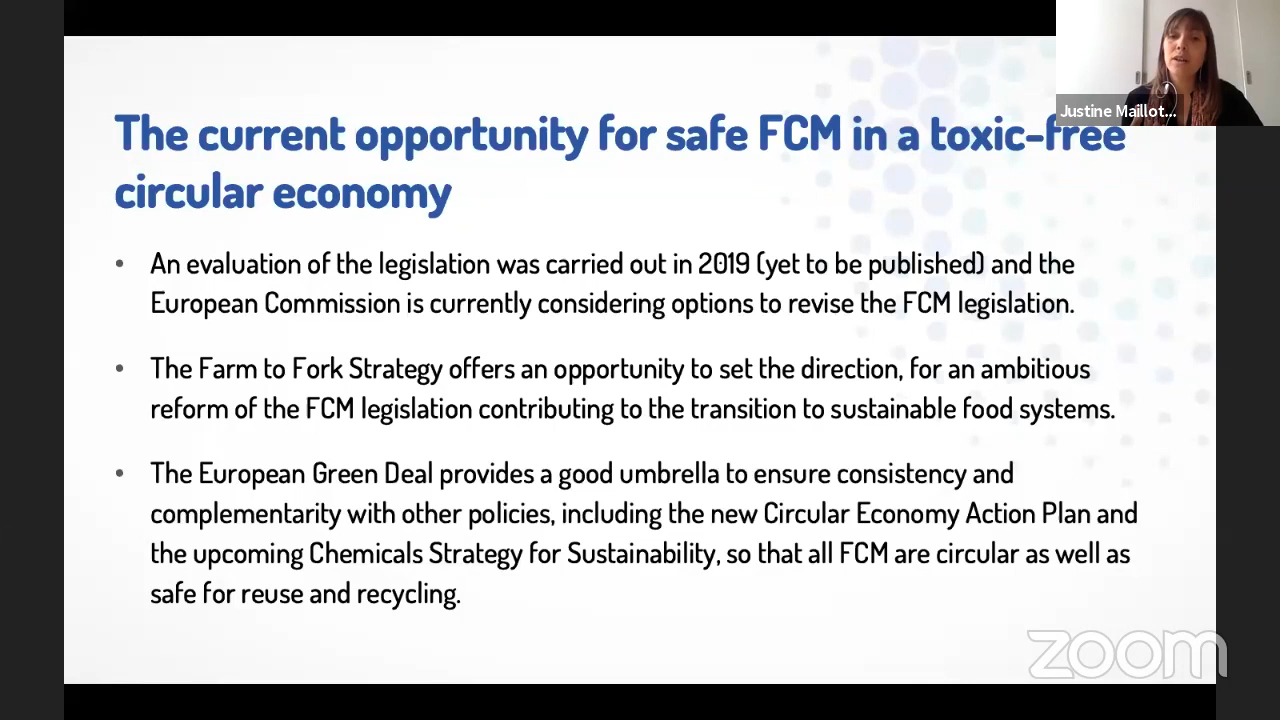 Justine Maillot...
The current opportunity for safe FCM in a toxic-free
circular economy
• An evaluation of the legislation was carried out in 2019 (yet to be published) and the
European Commission is currently considering options to revise the FCM legislation.
• The Farm to Fork Strategy offers an opportunity to set the direction, for an ambitious
reform of the FCM legislation contributing to the transition to sustainable food systems.
• The European Green Deal provides a good umbrella to ensure consistency and
complementarity with other policies, including the new Circular Economy Action Plan and
the upcoming Chemicals Strategy for Sustainability, so that all FCM are circular as well as
safe for reuse and recycling.
zoom